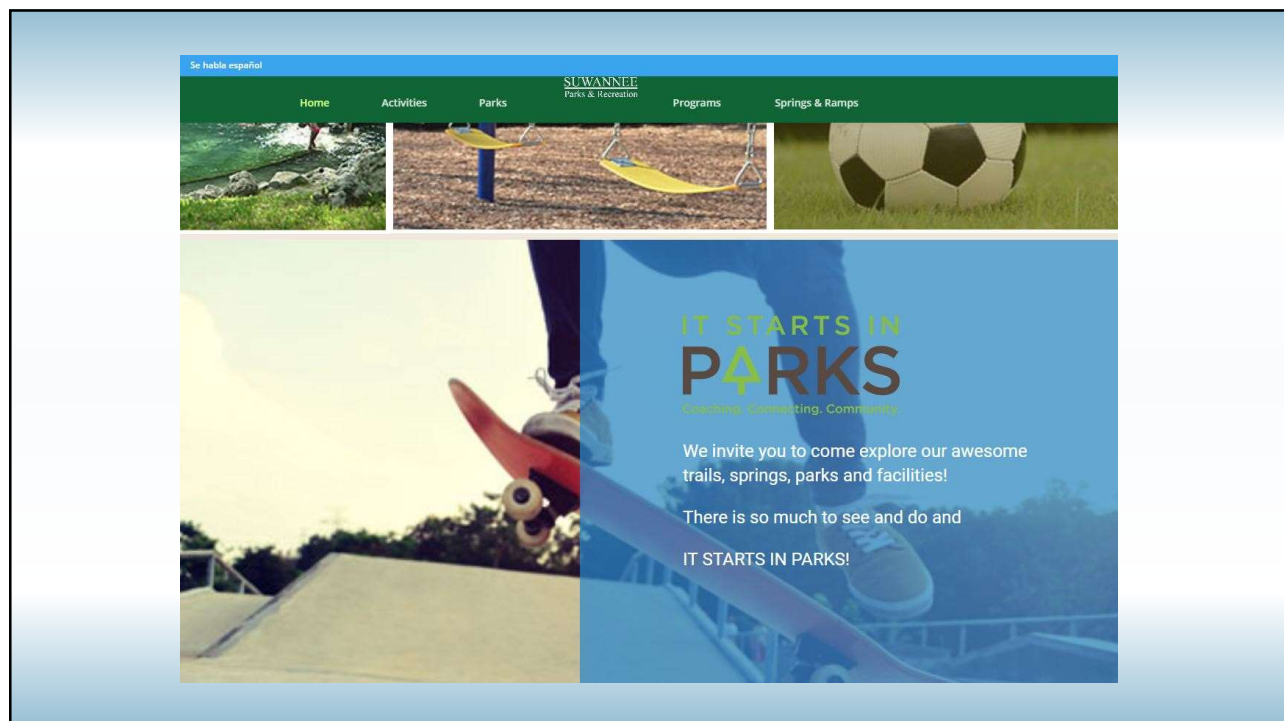 Se habla español
SUWANNEE
Parks & Recreation
Home Activities Parks Programs Springs & Ramps
IT STARTS IN
PARKS
Coaching. Connecting. Community.
We invite you to come explore our awesome
trails, springs, parks and facilities!
There is so much to see and do and
IT STARTS IN PARKS!